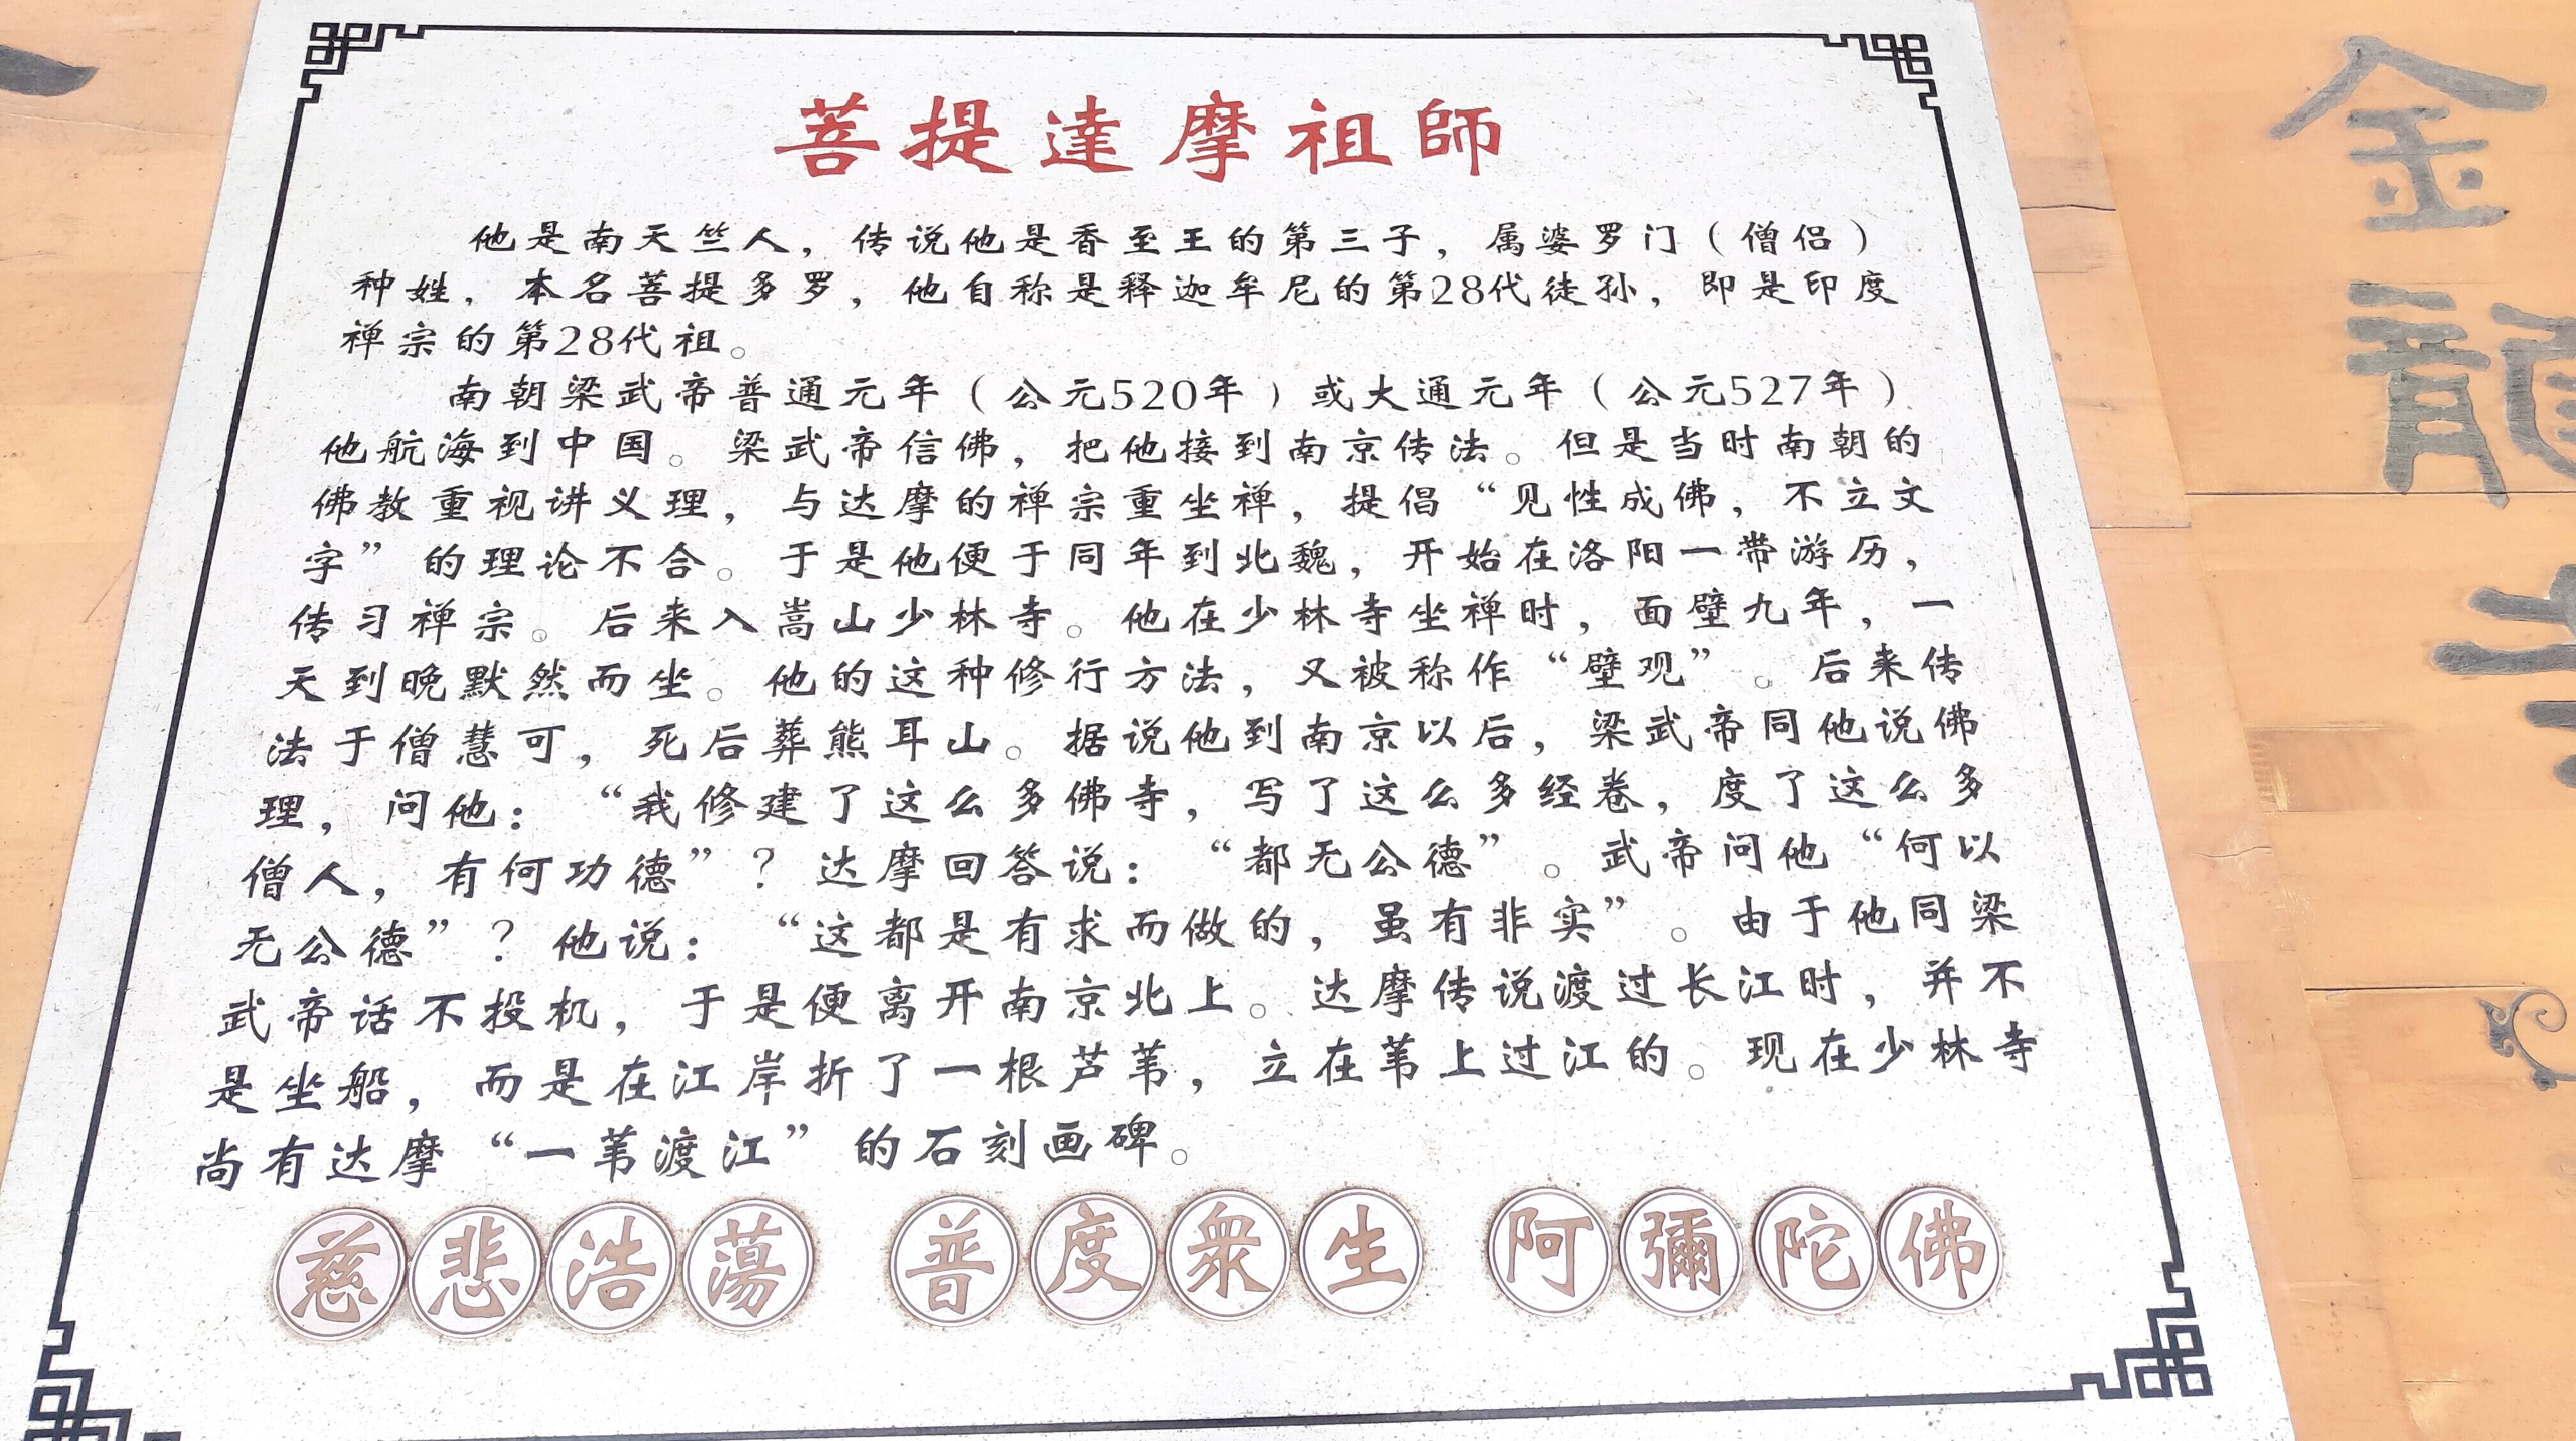 菩提達摩祖師
他是南天竺人，传说他是香至王的第三子，属婆罗门（僧侣）
种姓，本名菩提多罗，他自称是释迦牟尼的第28代徒孙，即是印度
禅宗的第28代祖。
南朝梁武帝普通元年（公元520年）或大通元年（公元527年）
他航海到中国。梁武帝信佛，把他接到南京传法。但是当时南朝的
佛教重视讲义理，与达摩的禅宗重坐禅，提倡“见性成佛，不立文
字”的理论不合。于是他便于同年到北魏，开始在洛阳一带游历，
传习禅宗。后来入嵩山少林寺。他在少林寺坐禅时，面壁九年，一
天到晚默然而坐。他的这种修行方法，又被称作“壁观”。后来传
法于僧慧可，死后葬熊耳山。据说他到南京以后，梁武帝同他说佛
理，问他：“我修建了这么多佛寺，写了这么多经卷，度了这么多
僧人，有何功德”？达摩回答说：“都无公德”。武帝问他“何以
无公德”？他说：“这都是有求而做的，虽有非实”。由于他同梁
武帝话不投机，于是便离开南京北上。达摩传说渡过长江时，并不
是坐船，而是在江岸折了一根芦苇，立在苇上过江的。现在少林寺
尚有达摩“一苇渡江”的石刻画碑。
慈悲浩蕩 普度衆生 阿彌陀佛
金龍寺